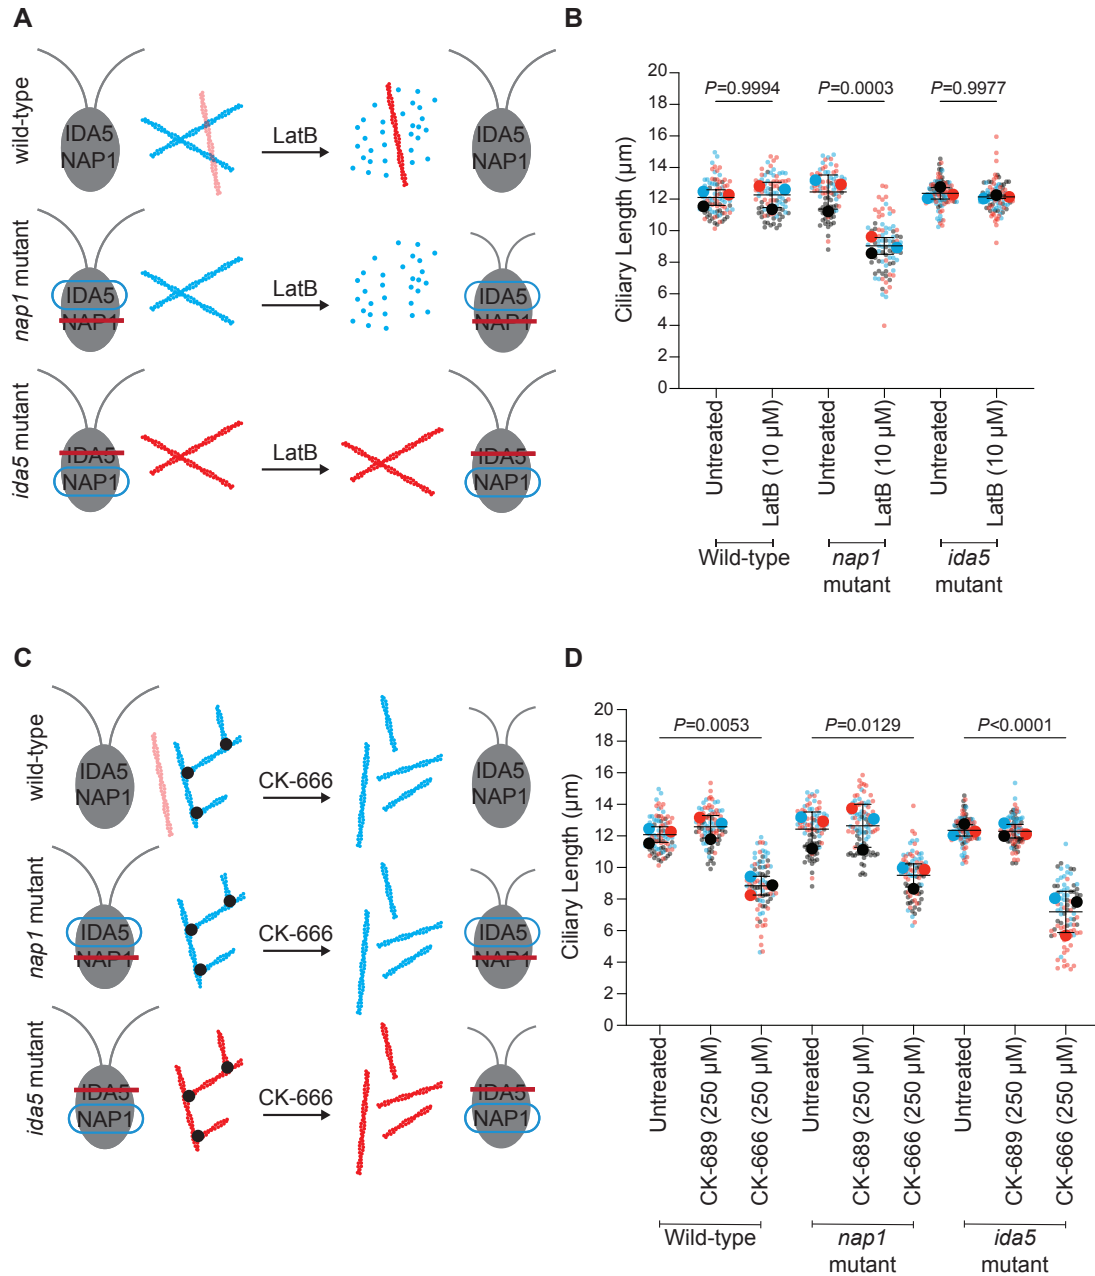 A
wild-type
IDA5
NAP1
LatB
IDA5
NAP1
nap1 mutant
IDA5
NAP1
LatB
IDA5
NAP1
ida5 mutant
IDA5
NAP1
LatB
IDA5
NAP1
B
Ciliary Length (µm)
20
18
16
14
12
10
8
6
4
2
0
P=0.9994
P=0.0003
P=0.9977
Untreated
LatB (10 µM)
Untreated
LatB (10 µM)
Untreated
LatB (10 µM)
Wild-type
nap1
mutant
ida5
mutant
C
wild-type
IDA5
NAP1
CK-666
IDA5
NAP1
nap1 mutant
IDA5
NAP1
CK-666
IDA5
NAP1
ida5 mutant
IDA5
NAP1
CK-666
IDA5
NAP1
D
Ciliary Length (µm)
20
18
16
14
12
10
8
6
4
2
0
P=0.0053
P=0.0129
P<0.0001
Untreated
CK-689 (250 µM)
CK-666 (250 µM)
Untreated
CK-689 (250 µM)
CK-666 (250 µM)
Untreated
CK-689 (250 µM)
CK-666 (250 µM)
Wild-type
nap1
mutant
ida5
mutant